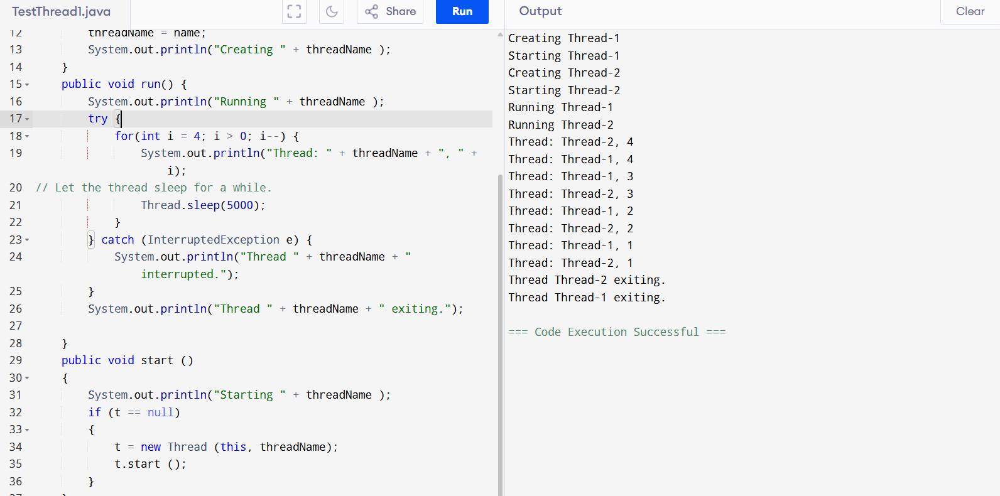 TestThread1.java
Share
Run
Output
Clear
12 threadName = name;
13 System.out.println("Creating " + threadName );
14 }
15 public void run() {
16 System.out.println("Running " + threadName );
17 try {
18 for(int i = 4; i > 0; i--) {
19 System.out.println("Thread: " + threadName + ", " +
i);
20 // Let the thread sleep for a while.
21 Thread.sleep(5000);
22 }
23 } catch (InterruptedException e) {
24 System.out.println("Thread " + threadName + "
interrupted.");
25 }
26 System.out.println("Thread " + threadName + " exiting.");
27
28 }
29 public void start ()
30 {
31 System.out.println("Starting " + threadName );
32 if (t == null)
33 {
34 t = new Thread (this, threadName);
35 t.start ();
36 }
Creating Thread-1
Starting Thread-1
Creating Thread-2
Starting Thread-2
Running Thread-1
Running Thread-2
Thread: Thread-2, 4
Thread: Thread-1, 4
Thread: Thread-1, 3
Thread: Thread-2, 3
Thread: Thread-1, 2
Thread: Thread-2, 2
Thread: Thread-1, 1
Thread: Thread-2, 1
Thread Thread-2 exiting.
Thread Thread-1 exiting.
=== Code Execution Successful ===